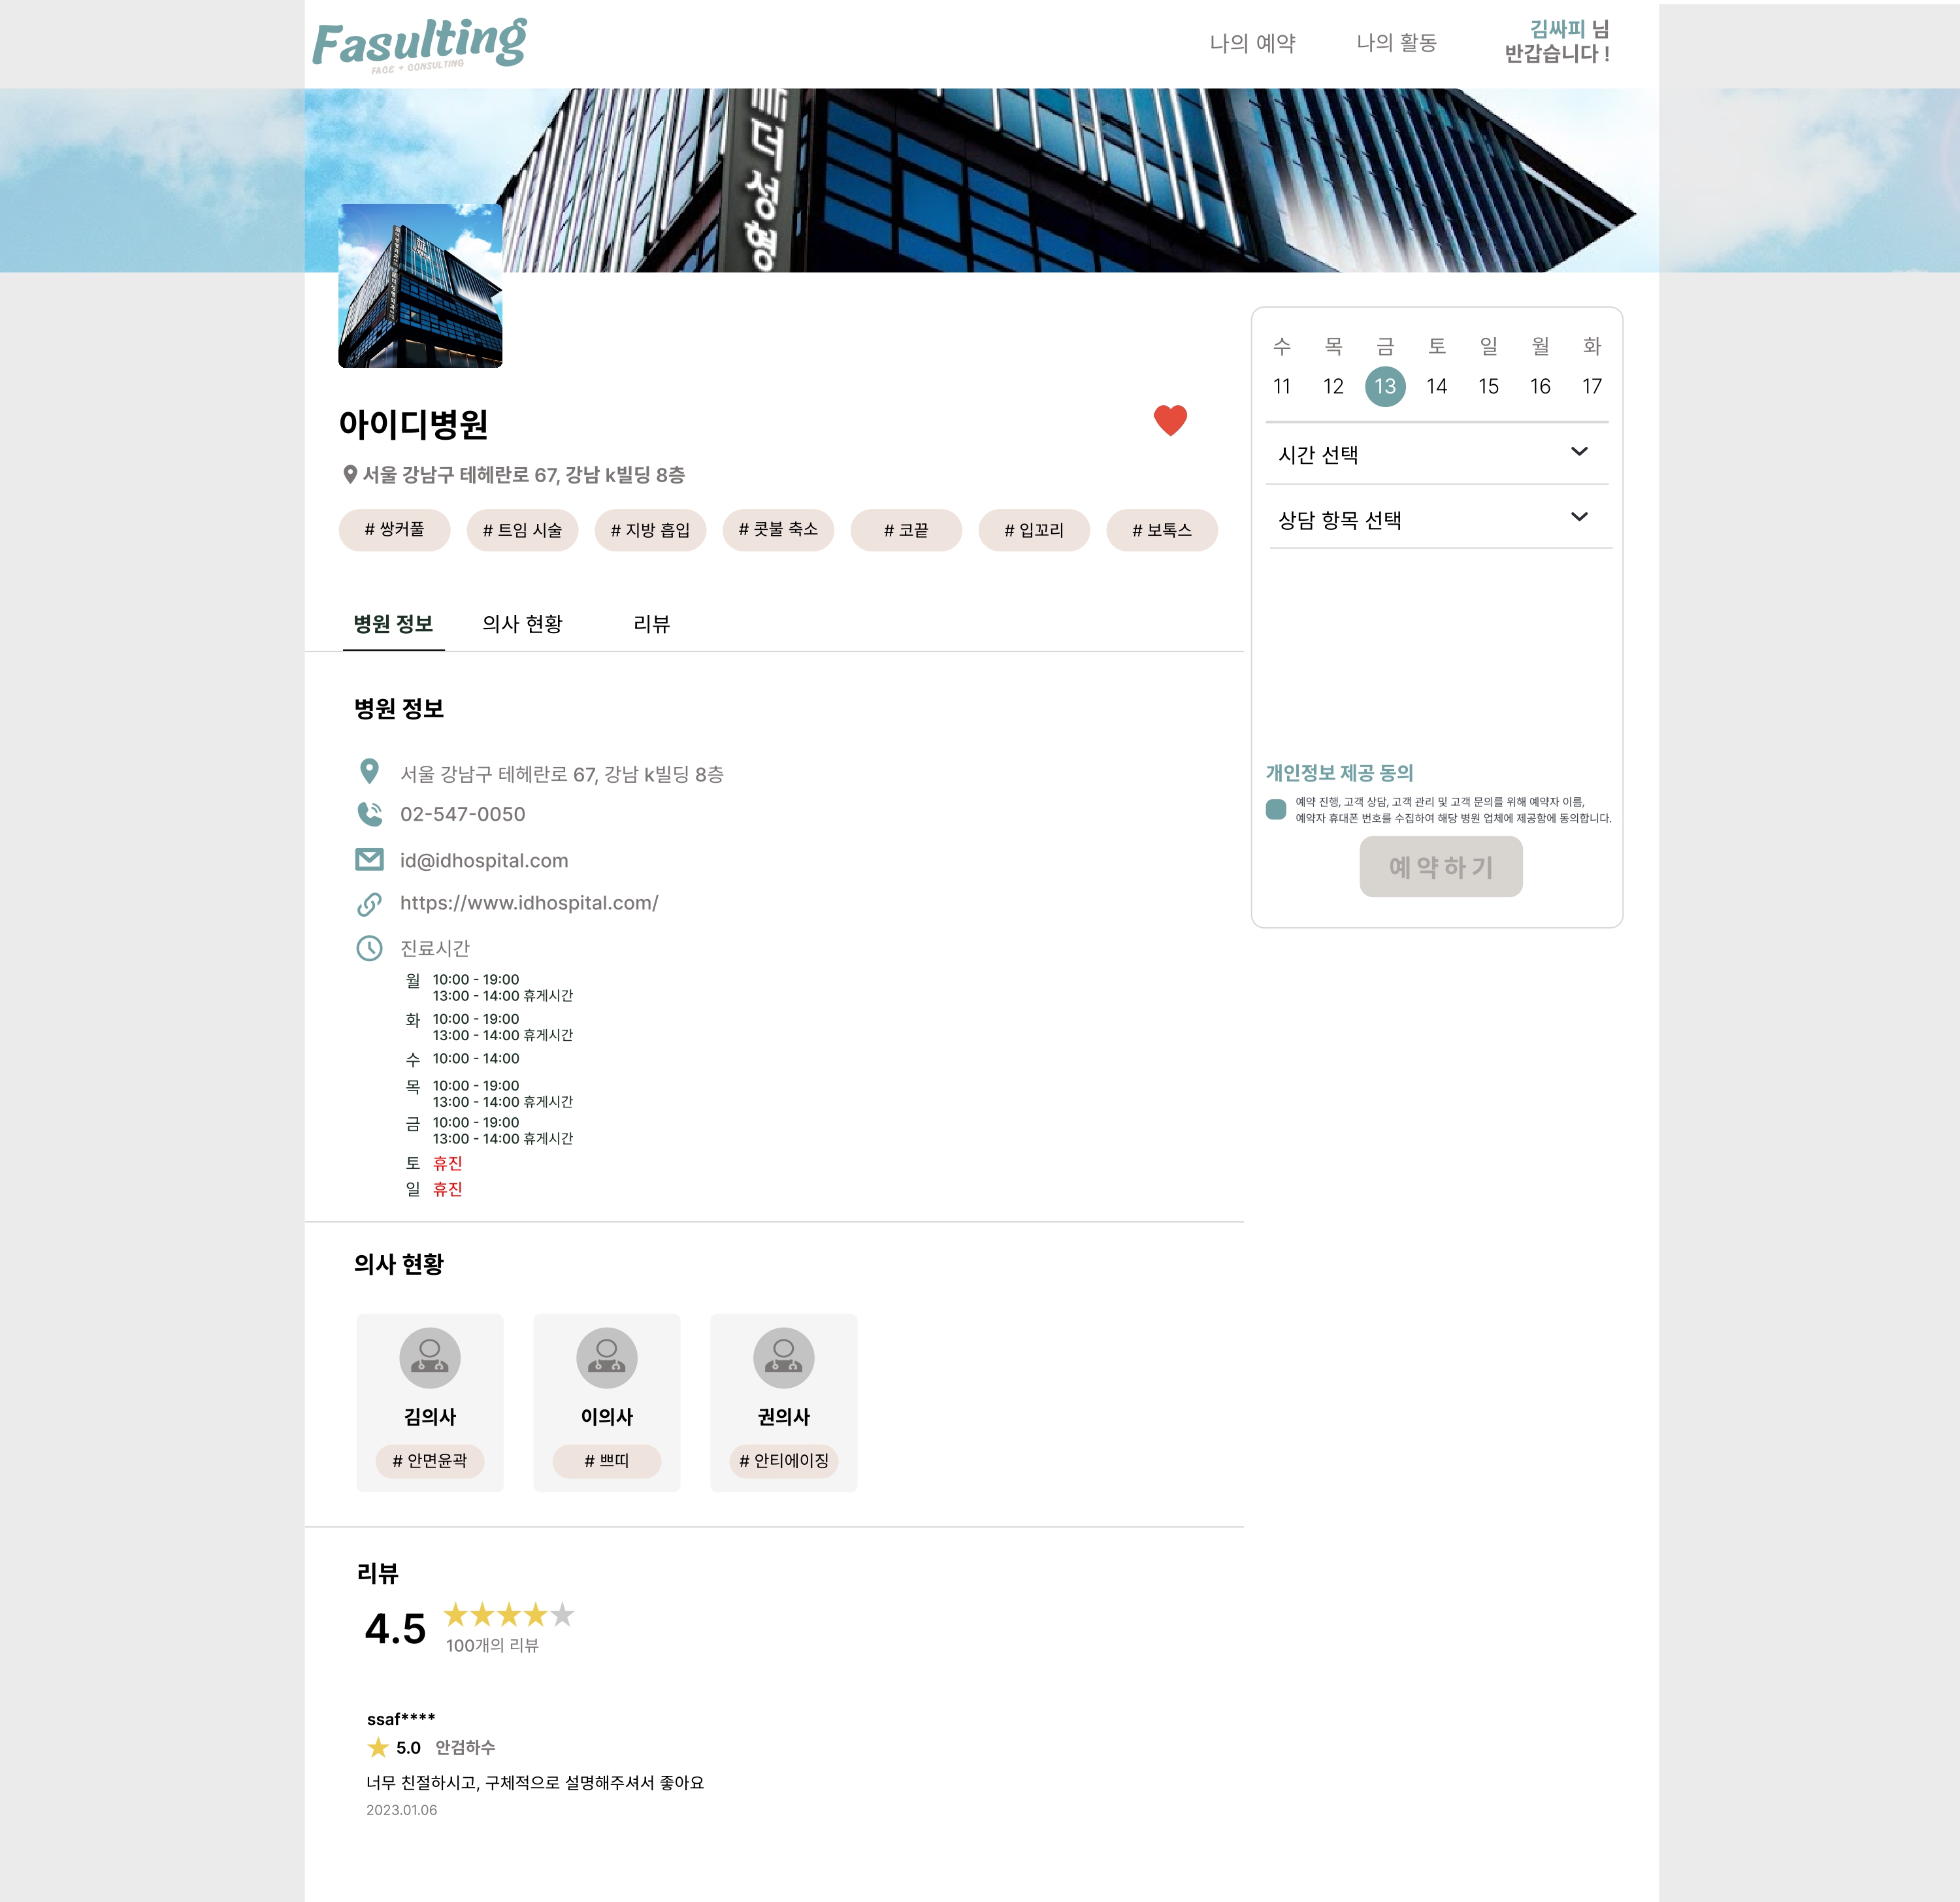 Fasulting
FACE + CONSULTING
나의 예약
나의 활동
김싸피 님
반갑습니다 !
디
성
형
아이디병원
서울 강남구 테헤란로 67, 강남 k빌딩 8층
# 쌍커풀
# 트임 시술
# 지방 흡입
# 콧불 축소
# 코끝
# 입꼬리
# 보톡스
수 목 금 토 일 월 화
11 12 13 14 15 16 17
시간 선택
상담 항목 선택
개인정보 제공 동의
예약 진행, 고객 상담, 고객 관리 및 고객 문의를 위해 예약자 이름,
예약자 휴대폰 번호를 수집하여 해당 병원 업체에 제공함에 동의합니다.
예약하기
병원 정보
의사 현황
리뷰
병원 정보
서울 강남구 테헤란로 67, 강남 k빌딩 8층
02-547-0050
id@idhospital.com
https://www.idhospital.com/
진료시간
월 10:00 - 19:00
13:00 - 14:00 휴게시간
화 10:00 - 19:00
13:00 - 14:00 휴게시간
수 10:00 - 14:00
목 10:00 - 19:00
13:00 - 14:00 휴게시간
금 10:00 - 19:00
13:00 - 14:00 휴게시간
토 휴진
일 휴진
의사 현황
김의사
# 안면윤곽
이의사
# 쁘띠
권의사
# 안티에이징
리뷰
4.5
100개의 리뷰
ssaf****
5.0 안검하수
너무 친절하시고, 구체적으로 설명해주셔서 좋아요
2023.01.06